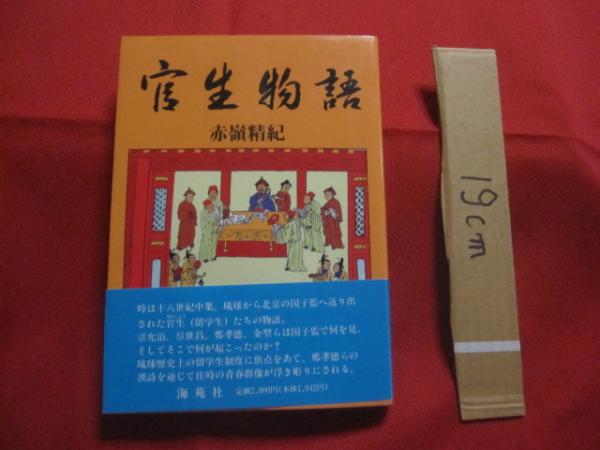 官生物語
赤嶺精紀
時は十八世紀中葉、琉球から北京の国子監へ送り出
された官生(留学生)たちの物語。
梁允治、蔡世昌、鄭孝徳、金型らは国子監で何を見、
そしてそこで何が起こったのか?
琉球歴史上の留学生制度に焦点をあて、鄭孝徳らの
漢詩を通じて往時の青春群像が浮き彫りにされる。
海苑社 定価2,000円(本体1,942円)
19cm